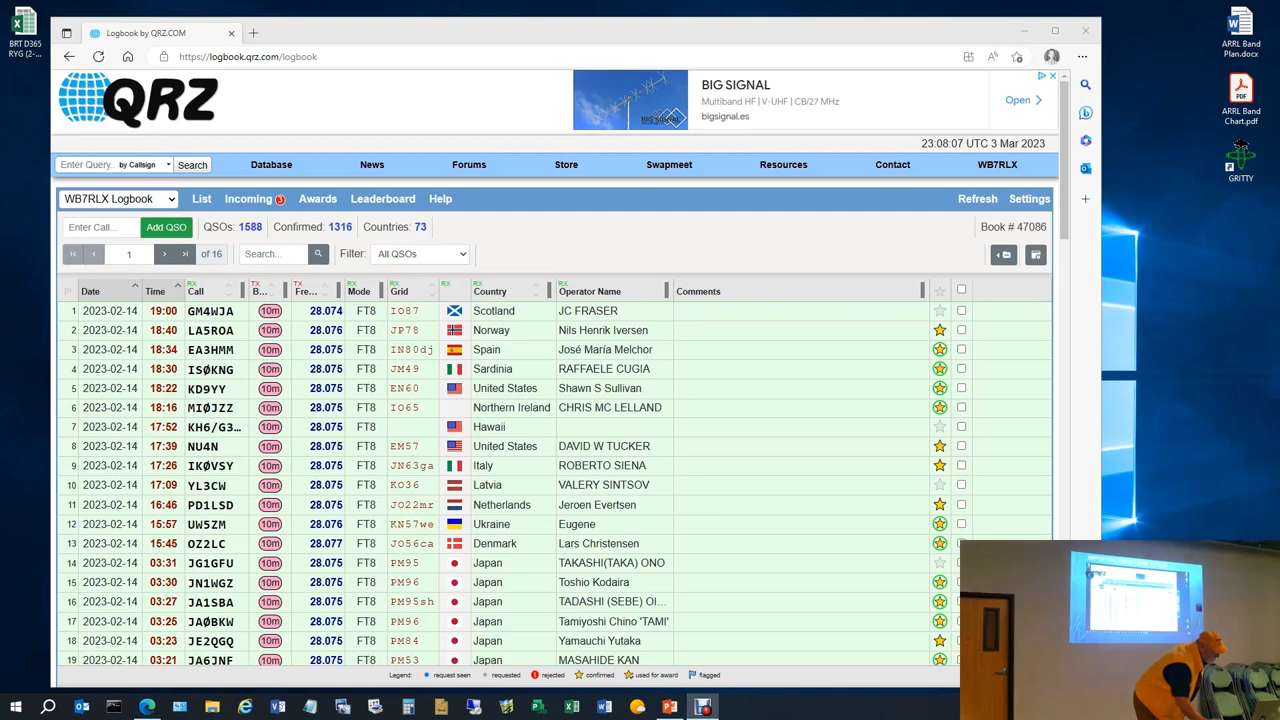 BRT D365
RYG (2-...
Logbook by QRZ.COM
https://logbook.qrz.com/logbook
ARRL Band
Plan.docx
PDF
ARRL Band
Chart.pdf
GRITTY
QRZ
BIG SIGNAL
Multiband HF | V-UHF | CB/27 MHz
bigsignal.es
Open
23:08:07 UTC 3 Mar 2023
Enter Query.. by Callsign Search Database News Forums Store Swapmeet Resources Contact WB7RLX
WB7RLX Logbook List Incoming 3 Awards Leaderboard Help Refresh Settings
Enter Call... Add QSO QSOs: 1588 Confirmed: 1316 Countries: 73 Book # 47086
1 of 16 Search... Filter: All QSOs
RX TX TX RX RX RX
Date Time Call B... Fre... Mode Grid Country Operator Name Comments
1 2023-02-14 19:00 GM4WJA 10m 28.074 FT8 IO87 Scotland JC FRASER
2 2023-02-14 18:40 LA5ROA 10m 28.076 FT8 JP78 Norway Nils Henrik Iversen
3 2023-02-14 18:34 EA3HMM 10m 28.075 FT8 IN80dj Spain José María Melchor
4 2023-02-14 18:30 ISØKNG 10m 28.075 FT8 JM49 Sardinia RAFFAELE CUGIA
5 2023-02-14 18:22 KD9YY 10m 28.075 FT8 EN60 United States Shawn S Sullivan
6 2023-02-14 18:16 MIØJZZ 10m 28.075 FT8 IO65 Northern Ireland CHRIS MC LELLAND
7 2023-02-14 17:52 KH6/G3... 10m 28.075 FT8 Hawaii
8 2023-02-14 17:39 NU4N 10m 28.075 FT8 EM57 United States DAVID W TUCKER
9 2023-02-14 17:26 IKØVSY 10m 28.075 FT8 JN63ga Italy ROBERTO SIENA
10 2023-02-14 17:09 YL3CW 10m 28.075 FT8 KO36 Latvia VALERY SINTSOV
11 2023-02-14 16:46 PD1LSD 10m 28.075 FT8 JO22mr Netherlands Jeroen Evertsen
12 2023-02-14 15:57 UW5ZM 10m 28.076 FT8 KN57we Ukraine Eugene
13 2023-02-14 15:45 OZ2LC 10m 28.077 FT8 JO56ca Denmark Lars Christensen
14 2023-02-14 03:31 JG1GFU 10m 28.075 FT8 PM95 Japan TAKASHI(TAKA) ONO
15 2023-02-14 03:30 JN1WGZ 10m 28.075 FT8 PM96 Japan Toshio Kodaira
16 2023-02-14 03:27 JA1SBA 10m 28.075 FT8 PM95sh Japan TADASHI (SEBE) OI...
17 2023-02-14 03:25 JAØBKW 10m 28.075 FT8 PM96 Japan Tamiyoshi Chino 'TAMI'
18 2023-02-14 03:23 JE2QGQ 10m 28.075 FT8 PM84 Japan Yamauchi Yutaka
19 2023-02-14 03:21 JA6JNF 10m 28.075 FT8 PM53 Japan MASAHIDE KAN
Legend: request seen requested rejected confirmed used for award flagged